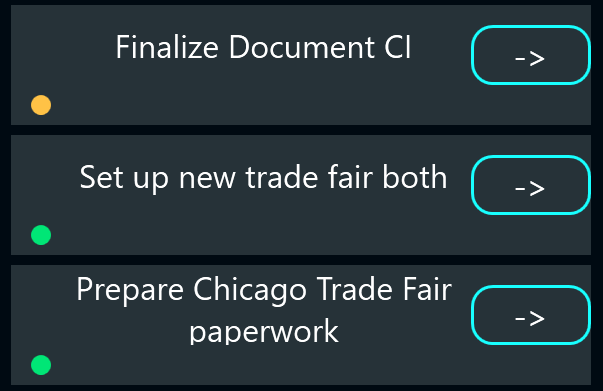 Finalize Document CI
->
Set up new trade fair both
->
Prepare Chicago Trade Fair
paperwork
->